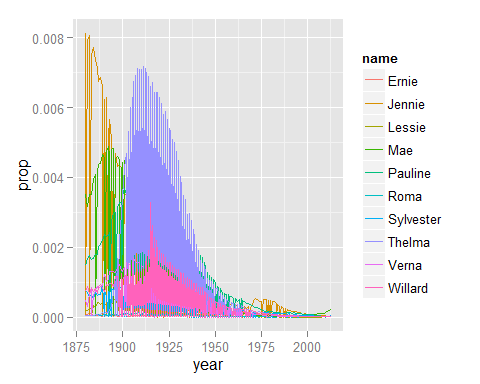 0.008
0.006
0.004
0.002
0.000
prop
1875
1900
1925
1950
1975
2000
year
name
Ernie
Jennie
Lessie
Mae
Pauline
Roma
Sylvester
Thelma
Verna
Willard